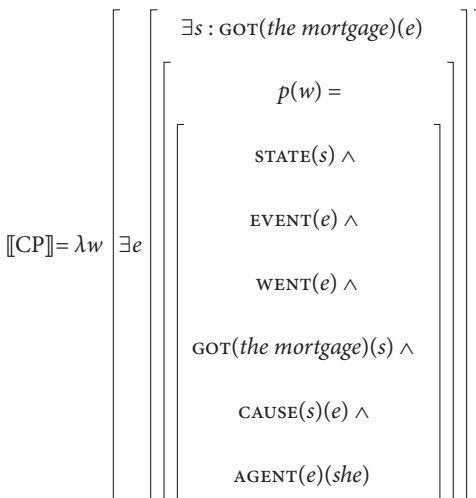 ∃s : GOT(the mortgage)(e)
p(w) =
STATE(s) ∧
EVENT(e) ∧
WENT(e) ∧
⟦CP⟧= λw ∃e
GOT(the mortgage)(s) ∧
CAUSE(s)(e) ∧
AGENT(e)(she)